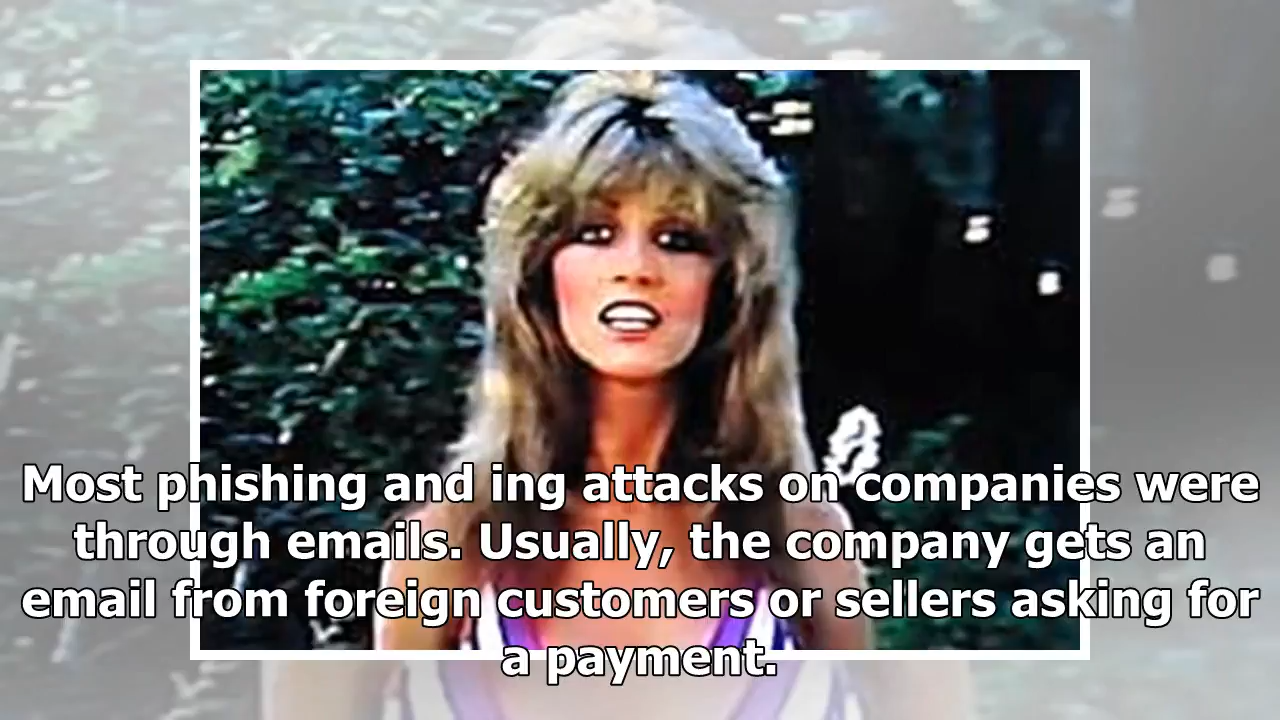 Most phishing and ing attacks on companies were
through emails. Usually, the company gets an
email from foreign customers or sellers asking for
a payment.